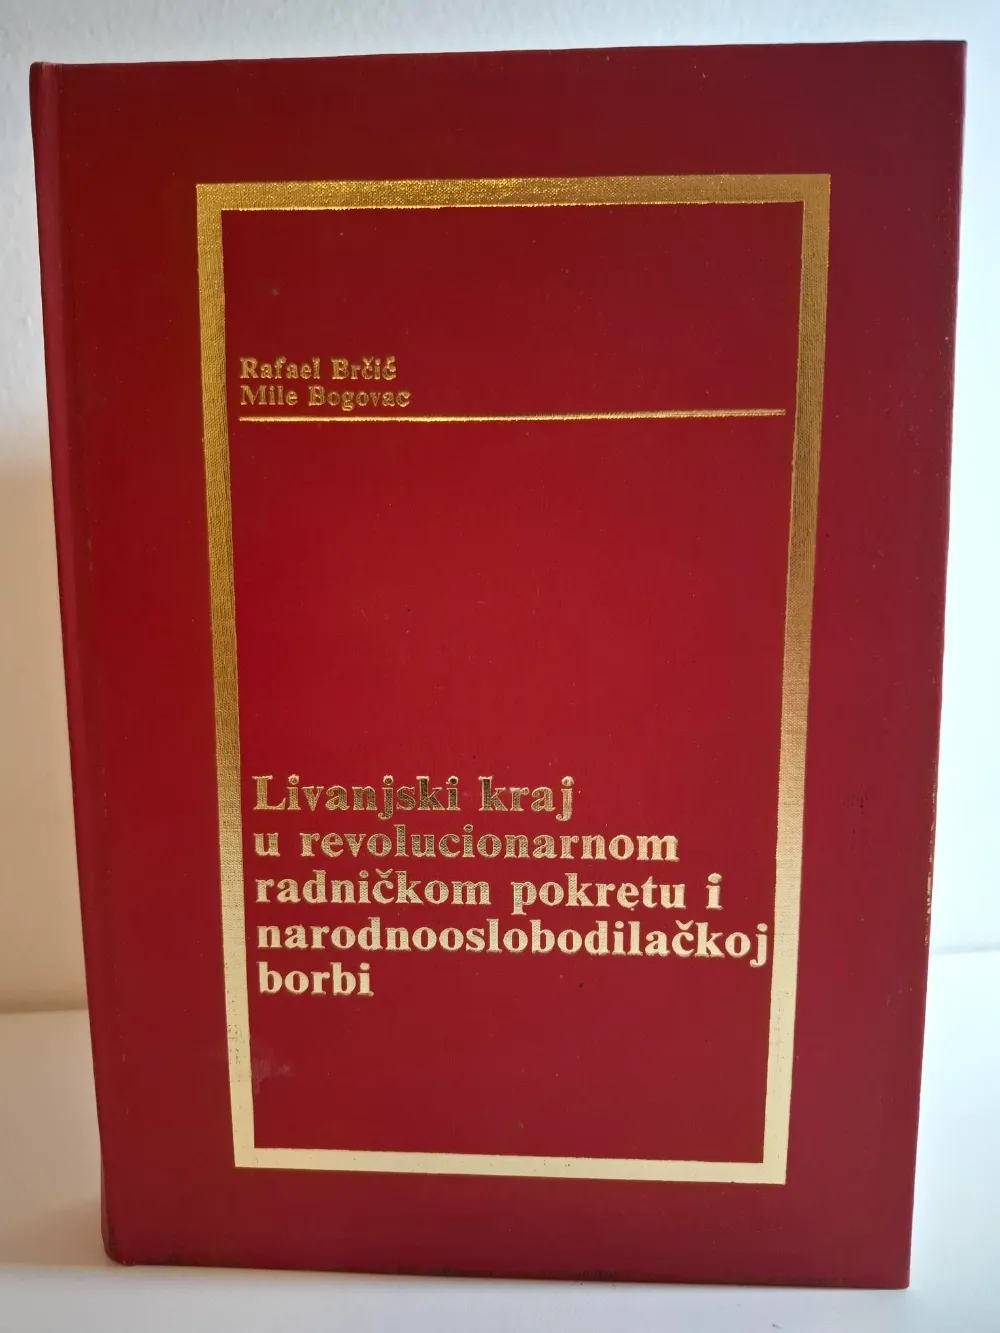 Rafael Brčić
Mile Bogovac
Livanjski kraj
u revolucionarnom
radničkom pokretu i
narodnooslobodilačkoj
borbi